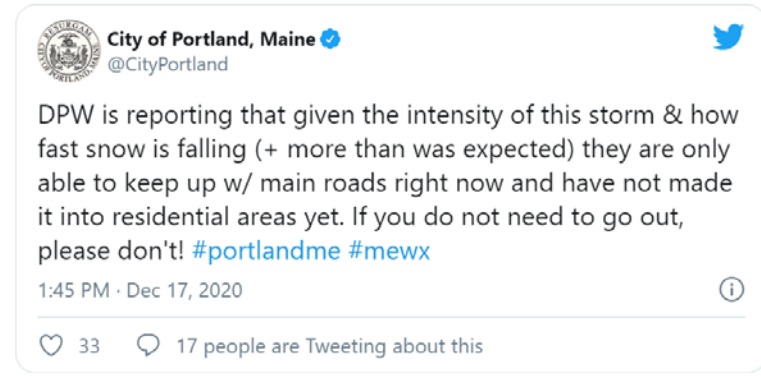 City of Portland, Maine
@CityPortland
DPW is reporting that given the intensity of this storm & how
fast snow is falling (+ more than was expected) they are only
able to keep up w/ main roads right now and have not made
it into residential areas yet. If you do not need to go out,
please don't! #portlandme #mewx
1:45 PM · Dec 17, 2020
33 17 people are Tweeting about this